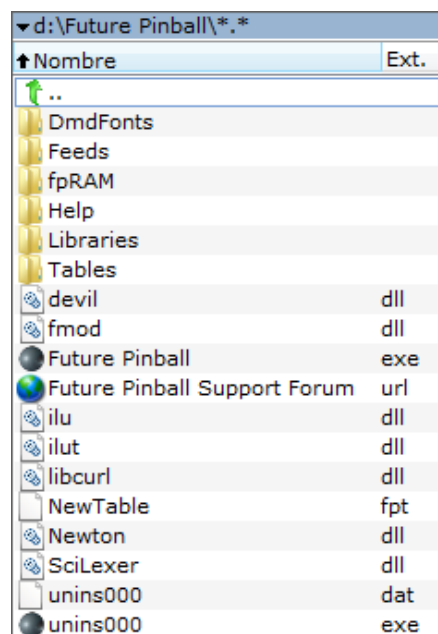 d:\Future Pinball\*.*
Nombre Ext.
..
DmdFonts
Feeds
fpRAM
Help
Libraries
Tables
devil dll
fmod dll
Future Pinball exe
Future Pinball Support Forum url
ilu dll
ilut dll
libcurl dll
NewTable fpt
Newton dll
SciLexer dll
unins000 dat
unins000 exe